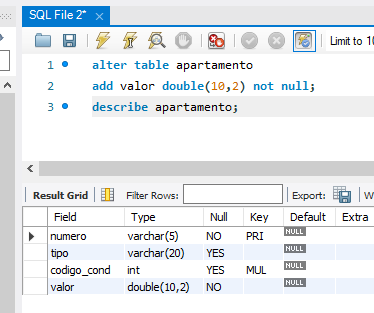 SQL File 2*
Limit to 10
1 alter table apartamento
2 add valor double(10,2) not null;
3 describe apartamento;
Result Grid Filter Rows: Export: W
Field Type Null Key Default Extra
numero varchar(5) NO PRI NULL
tipo varchar(20) YES NULL
codigo_cond int YES MUL NULL
valor double(10,2) NO NULL